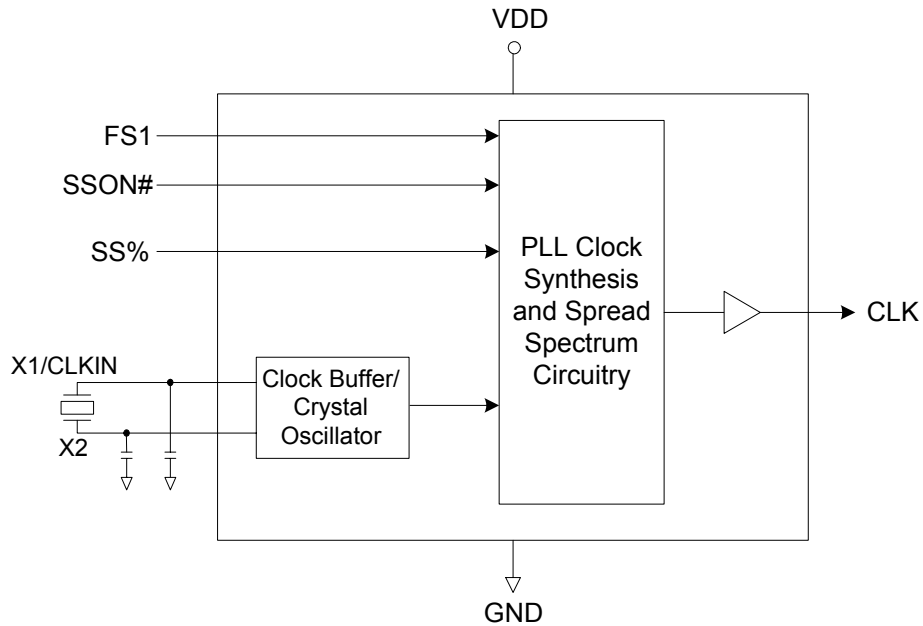 VDD
FS1
SSON#
SS%
PLL Clock
Synthesis
and Spread
Spectrum
Circuitry
CLK
X1/CLKIN
X2
Clock Buffer/
Crystal
Oscillator
GND